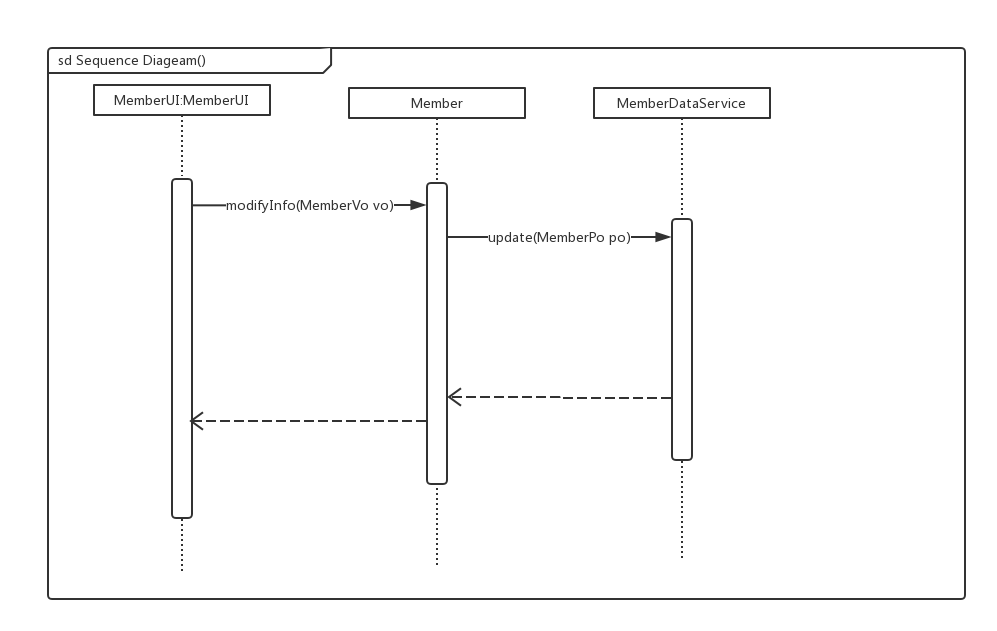 sd Sequence Diageam()
MemberUI:MemberUI
Member
MemberDataService
modifyInfo(MemberVo vo)
update(MemberPo po)